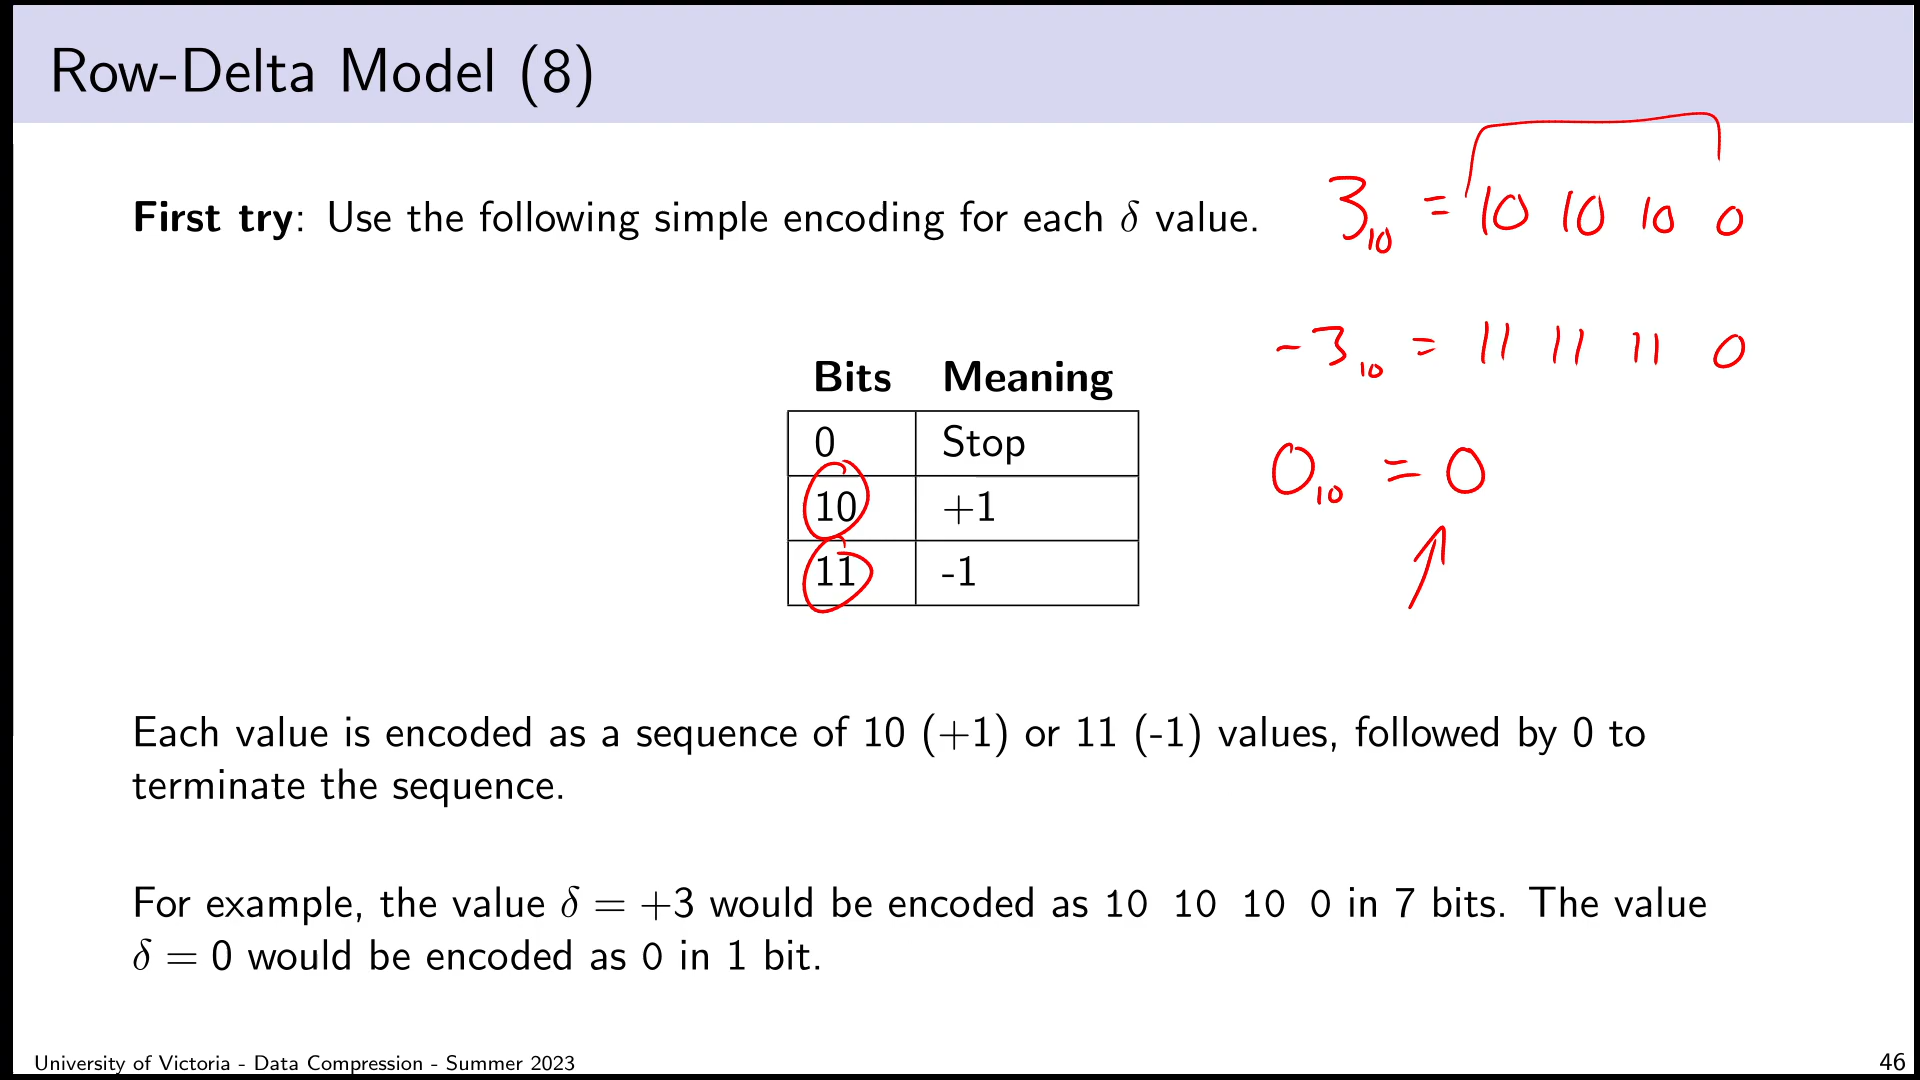 Row-Delta Model (8)
First try: Use the following simple encoding for each δ value.
3₁₀ = 10 10 10 0
-3₁₀ = 11 11 11 0
0₁₀ = 0
Bits Meaning
0 Stop
10 +1
11 -1
Each value is encoded as a sequence of 10 (+1) or 11 (-1) values, followed by 0 to
terminate the sequence.
For example, the value δ = +3 would be encoded as 10 10 10 0 in 7 bits. The value
δ = 0 would be encoded as 0 in 1 bit.
University of Victoria - Data Compression - Summer 2023
46